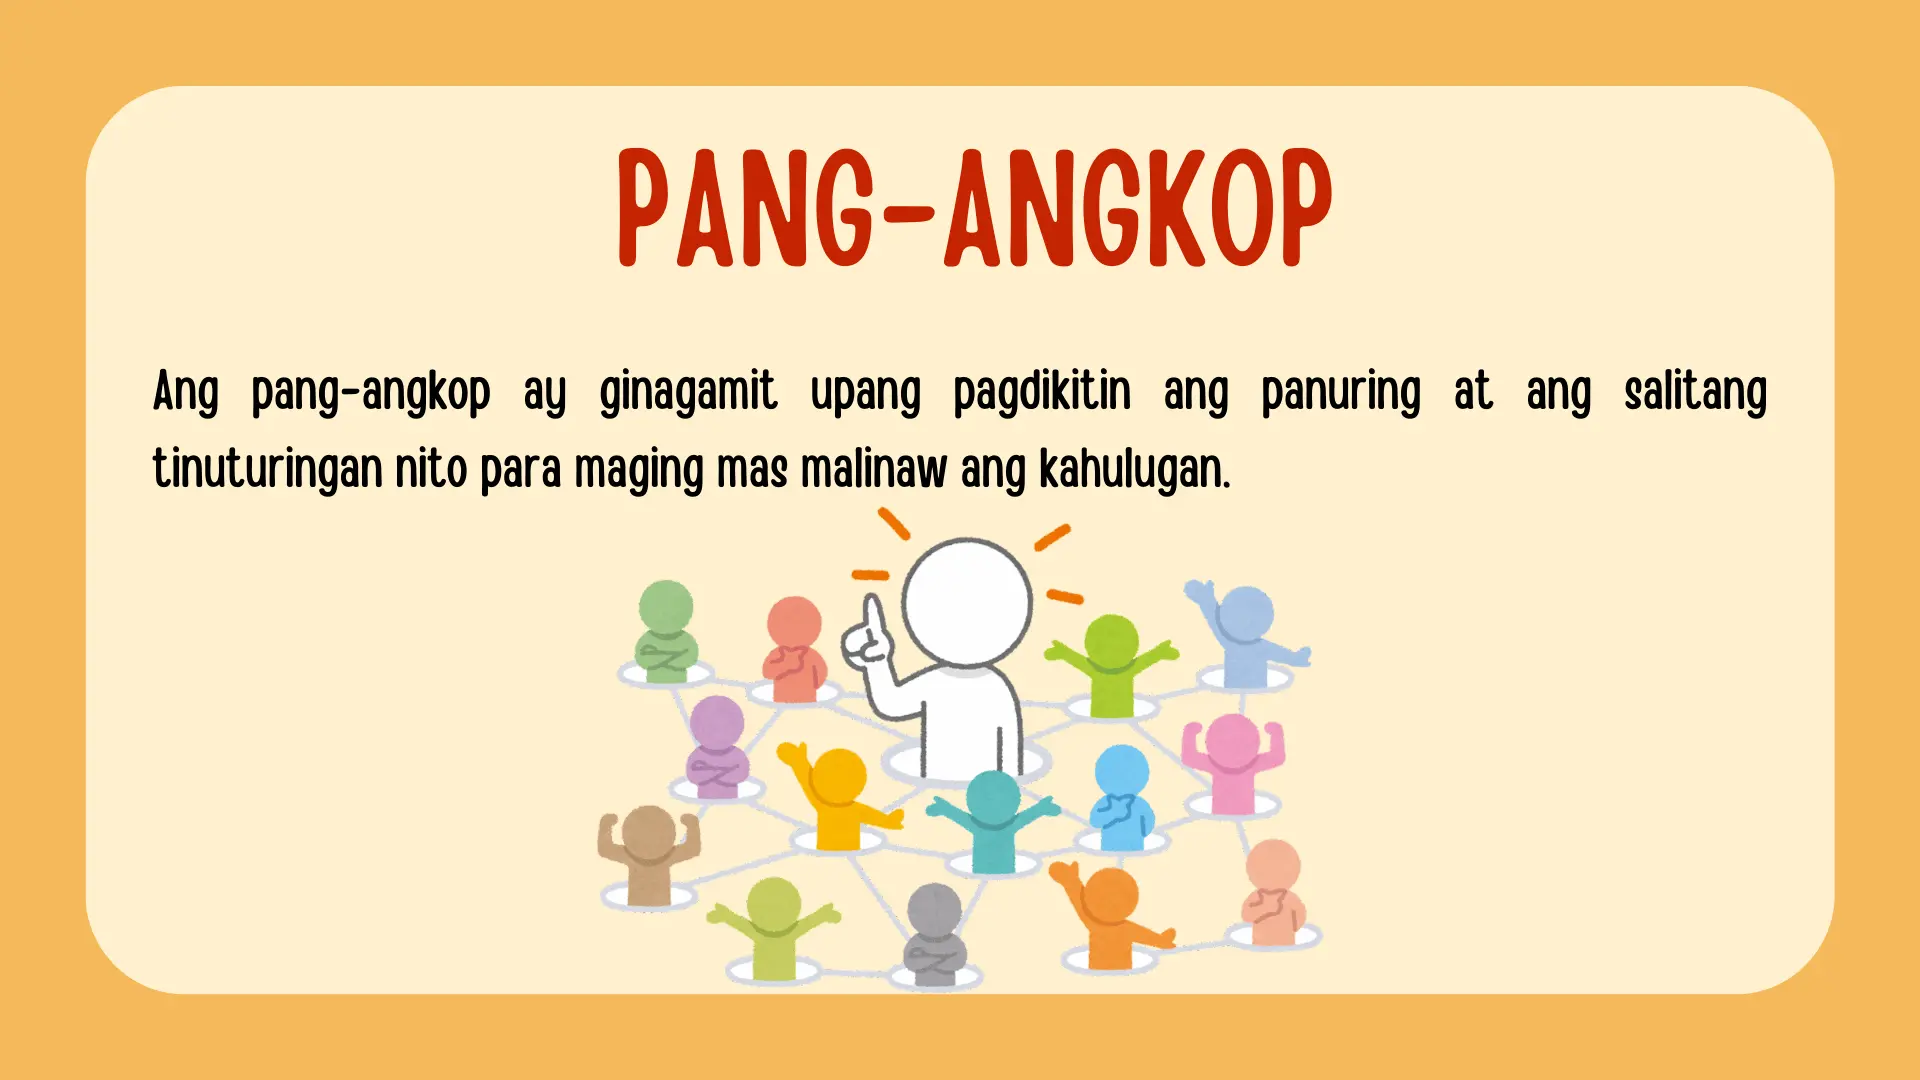 PANG-ANGKOP
Ang pang-angkop ay ginagamit upang pagdikitin ang panuring at ang salitang
tinuturingan nito para maging mas malinaw ang kahulugan.